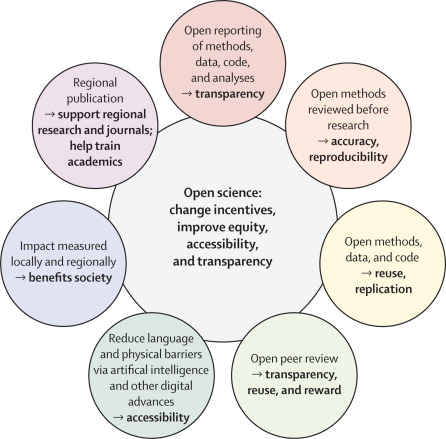 Open reporting
of methods,
data, code,
and analyses
→ transparency
Open methods
reviewed before
research
→ accuracy,
reproducibility
Open methods,
data, and code
→ reuse,
replication
Open peer review
→ transparency,
reuse, and reward
Reduce language
and physical barriers
via artifical intelligence
and other digital
advances
→ accessibility
Impact measured
locally and regionally
→ benefits society
Regional
publication
→ support regional
research and journals;
help train
academics
Open science:
change incentives,
improve equity,
accessibility,
and transparency